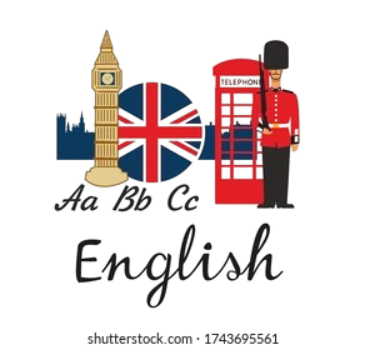 TELEPHONE
Aa Bb Cc
English
shutterstock.com · 1743695561